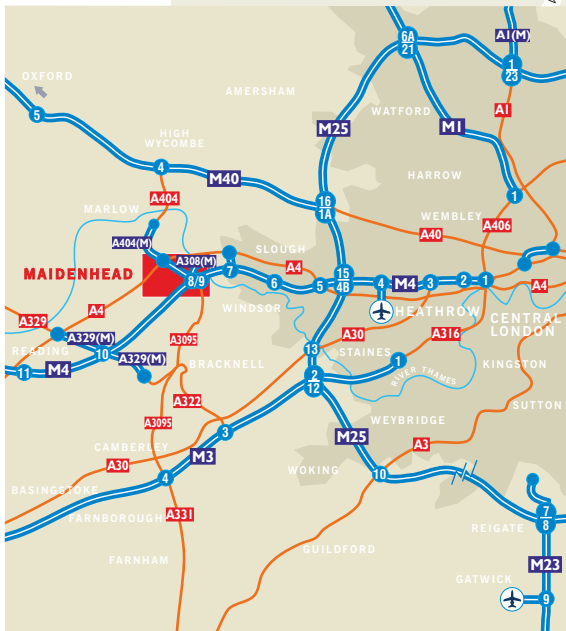 6A
21
A1(M)
1
23
OXFORD
AMERSHAM
WATFORD
A1
5
HIGH
WYCOMBE
M25
M1
4
M40
HARROW
A404
16
1A
1
MARLOW
WEMBLEY
A406
A404(M)
A40
SLOUGH
A308(M)
MAIDENHEAD
A4
8/9
7
6
5
15
4B
4
M4
3
2
1
A4
WINDSOR
HEATHROW
CENTRAL
LONDON
A329
A4
A329(M)
A3095
A30
A316
READING
10
A329(M)
BRACKNELL
13
STAINES
1
RIVER THAMES
KINGSTON
11
M4
2
12
A322
SUTTON
A3095
3
M25
WEYBRIDGE
CAMBERLEY
A3
A30
M3
WOKING
10
4
BASINGSTOKE
FARNBOROUGH
A331
7
8
REIGATE
GUILDFORD
FARNHAM
M23
GATWICK
9